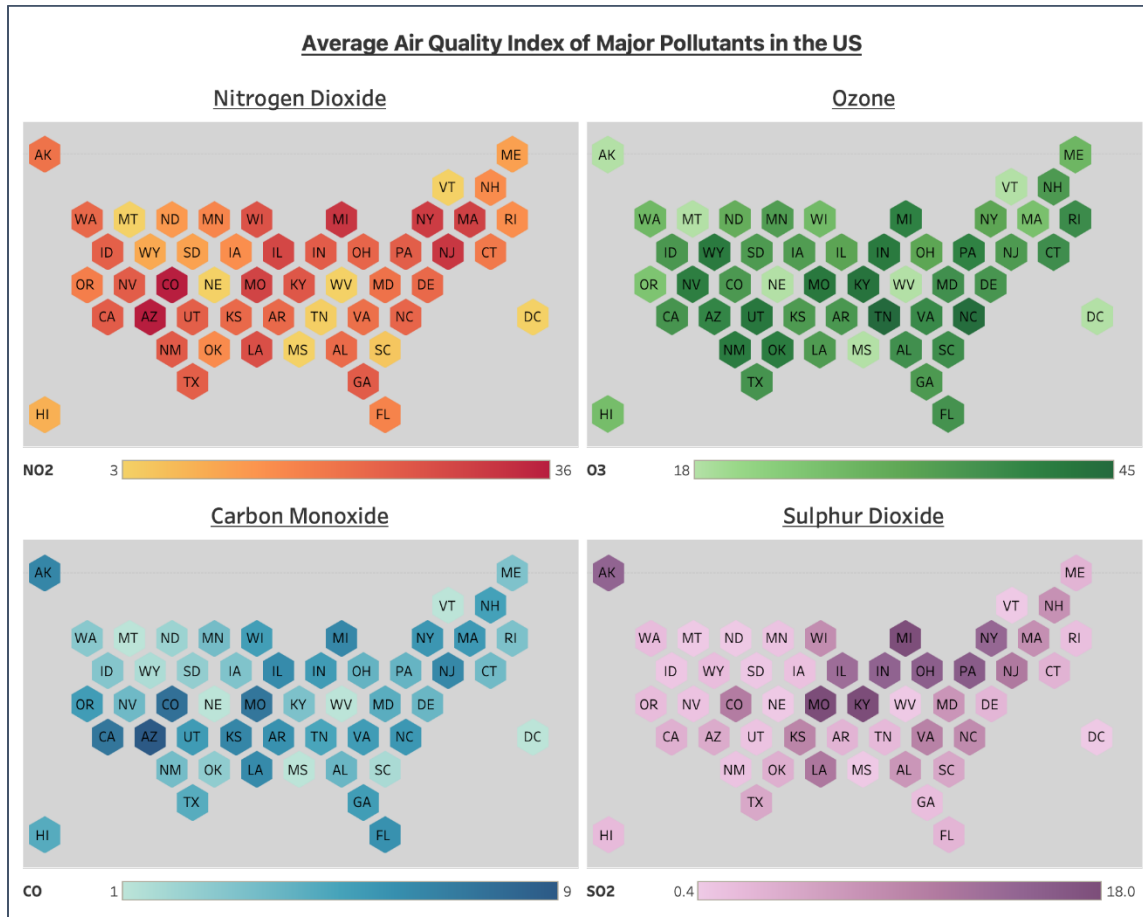 Average Air Quality Index of Major Pollutants in the US
Nitrogen Dioxide
AK ME
VT NH
WA MT ND MN WI MI NY MA RI
ID WY SD IA IL IN OH PA NJ CT
OR NV CO NE MO KY WV MD DE
CA AZ UT KS AR TN VA NC DC
NM OK LA MS AL SC
TX GA
HI FL
NO2 3 36
Ozone
AK ME
VT NH
WA MT ND MN WI MI NY MA RI
ID WY SD IA IL IN OH PA NJ CT
OR NV CO NE MO KY WV MD DE
CA AZ UT KS AR TN VA NC DC
NM OK LA MS AL SC
TX GA
HI FL
O3 18 45
Carbon Monoxide
AK ME
VT NH
WA MT ND MN WI MI NY MA RI
ID WY SD IA IL IN OH PA NJ CT
OR NV CO NE MO KY WV MD DE
CA AZ UT KS AR TN VA NC DC
NM OK LA MS AL SC
TX GA
HI FL
CO 1 9
Sulphur Dioxide
AK ME
VT NH
WA MT ND MN WI MI NY MA RI
ID WY SD IA IL IN OH PA NJ CT
OR NV CO NE MO KY WV MD DE
CA AZ UT KS AR TN VA NC DC
NM OK LA MS AL SC
TX GA
HI FL
SO2 0.4 18.0